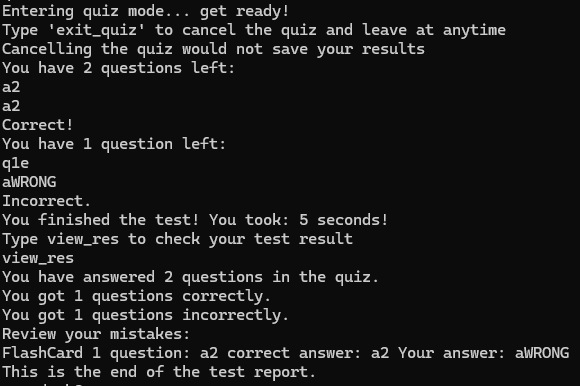 Entering quiz mode... get ready!
Type 'exit_quiz' to cancel the quiz and leave at anytime
Cancelling the quiz would not save your results
You have 2 questions left:
a2
a2
Correct!
You have 1 question left:
q1e
aWRONG
Incorrect.
You finished the test! You took: 5 seconds!
Type view_res to check your test result
view_res
You have answered 2 questions in the quiz.
You got 1 questions correctly.
You got 1 questions incorrectly.
Review your mistakes:
FlashCard 1 question: a2 correct answer: a2 Your answer: aWRONG
This is the end of the test report.